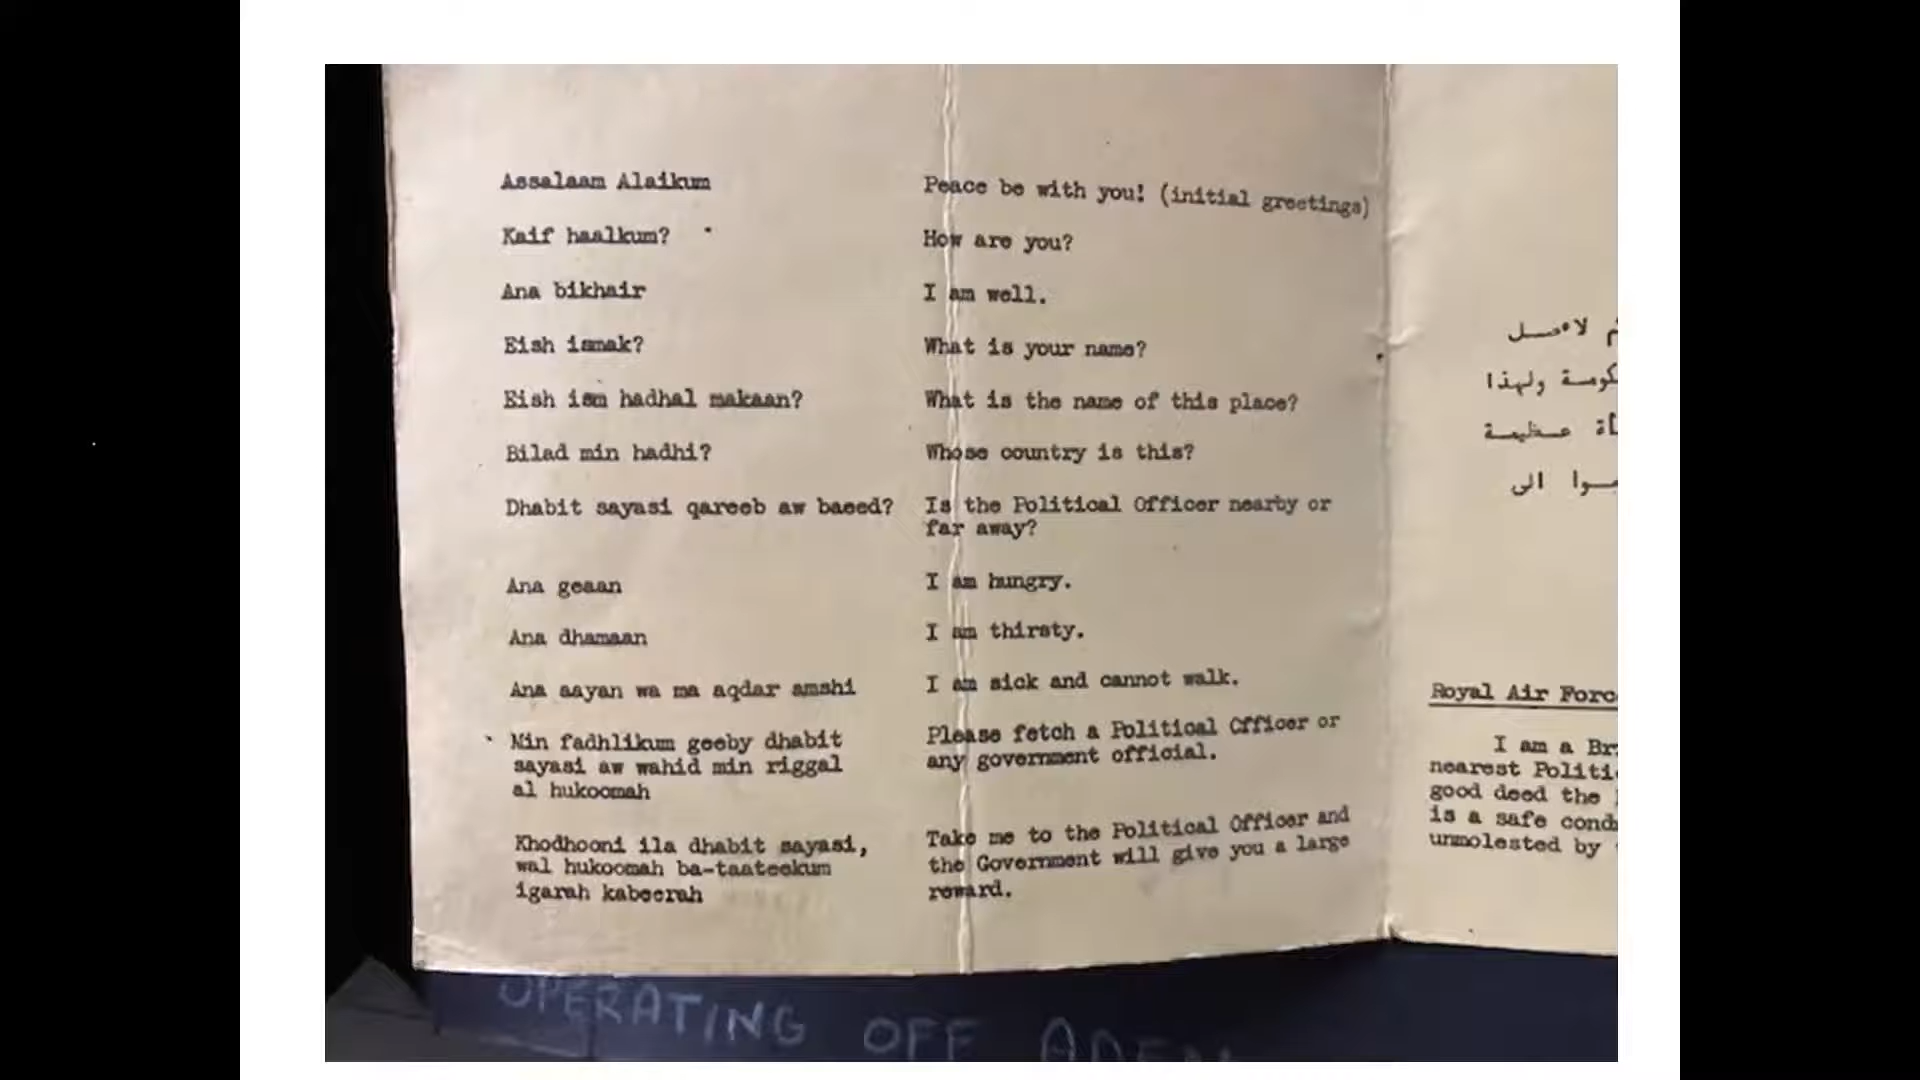 Assalaam Alaikum
Peace be with you! (initial greetings)
Kaif haalkum?
How are you?
Ana bikhair
I am well.
Eish ismak?
What is your name?
Eish ism hadhal makaan?
What is the name of this place?
Bilad min hadhi?
Whose country is this?
Dhabit sayasi qareeb aw baeed?
Is the Political Officer nearby or
far away?
Ana geaan
I am hungry.
Ana dhamaan
I am thirsty.
Ana aayan wa ma aqdar amshi
I am sick and cannot walk.
Min fadhlikum geeby dhabit
sayasi aw wahid min riggal
al hukoomah
Please fetch a Political Officer or
any government official.
Khodhooni ila dhabit sayasi,
wal hukoomah ba-taateekum
igarah kabeerah
Take me to the Political Officer and
the Government will give you a large
reward.
ولهذا
عظيمة
الى
Royal Air Forc
I am a Br
nearest Politi
good deed the
is a safe cond
unmolested by
OPERATING OFF ADEN